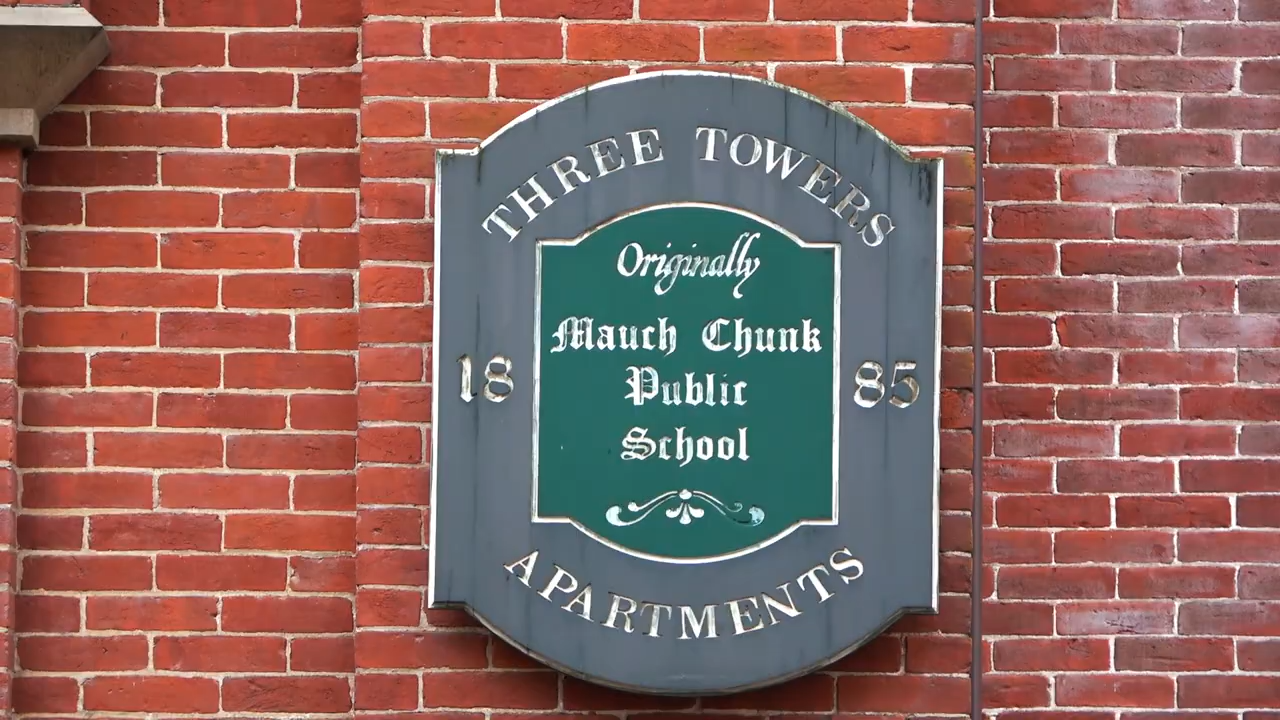 THREE TOWERS
Originally
Mauch Chunk
Public
School
18 85
APARTMENTS